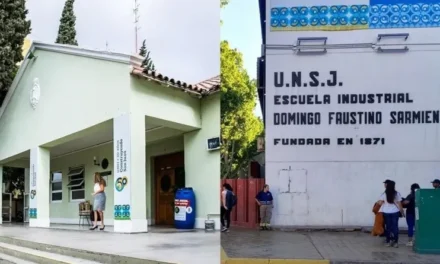 U.N.S.J.
ESCUELA INDUSTRIAL
DOMINGO FAUSTINO SARMIEN
FUNDADA EN 1871